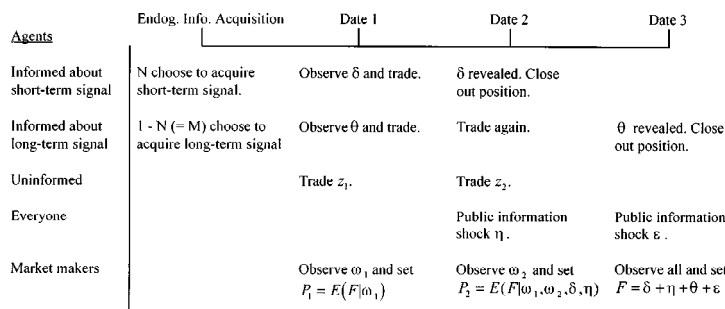 Endog. Info. Acquisition Date 1 Date 2 Date 3
Agents
Informed about N choose to acquire Observe δ and trade. δ revealed. Close
short-term signal short-term signal. out position.
Informed about 1 - N (= M) choose to Observe θ and trade. Trade again. θ revealed. Close
long-term signal acquire long-term signal out position.
Uninformed Trade z₁. Trade z₂.
Everyone Public information Public information
shock η. shock ε.
Market makers Observe ω₁ and set Observe ω₂ and set Observe all and set
P₁ = E(F|ω₁) P₂ = E(F|ω₁,ω₂,δ,η) F = δ + η + θ + ε